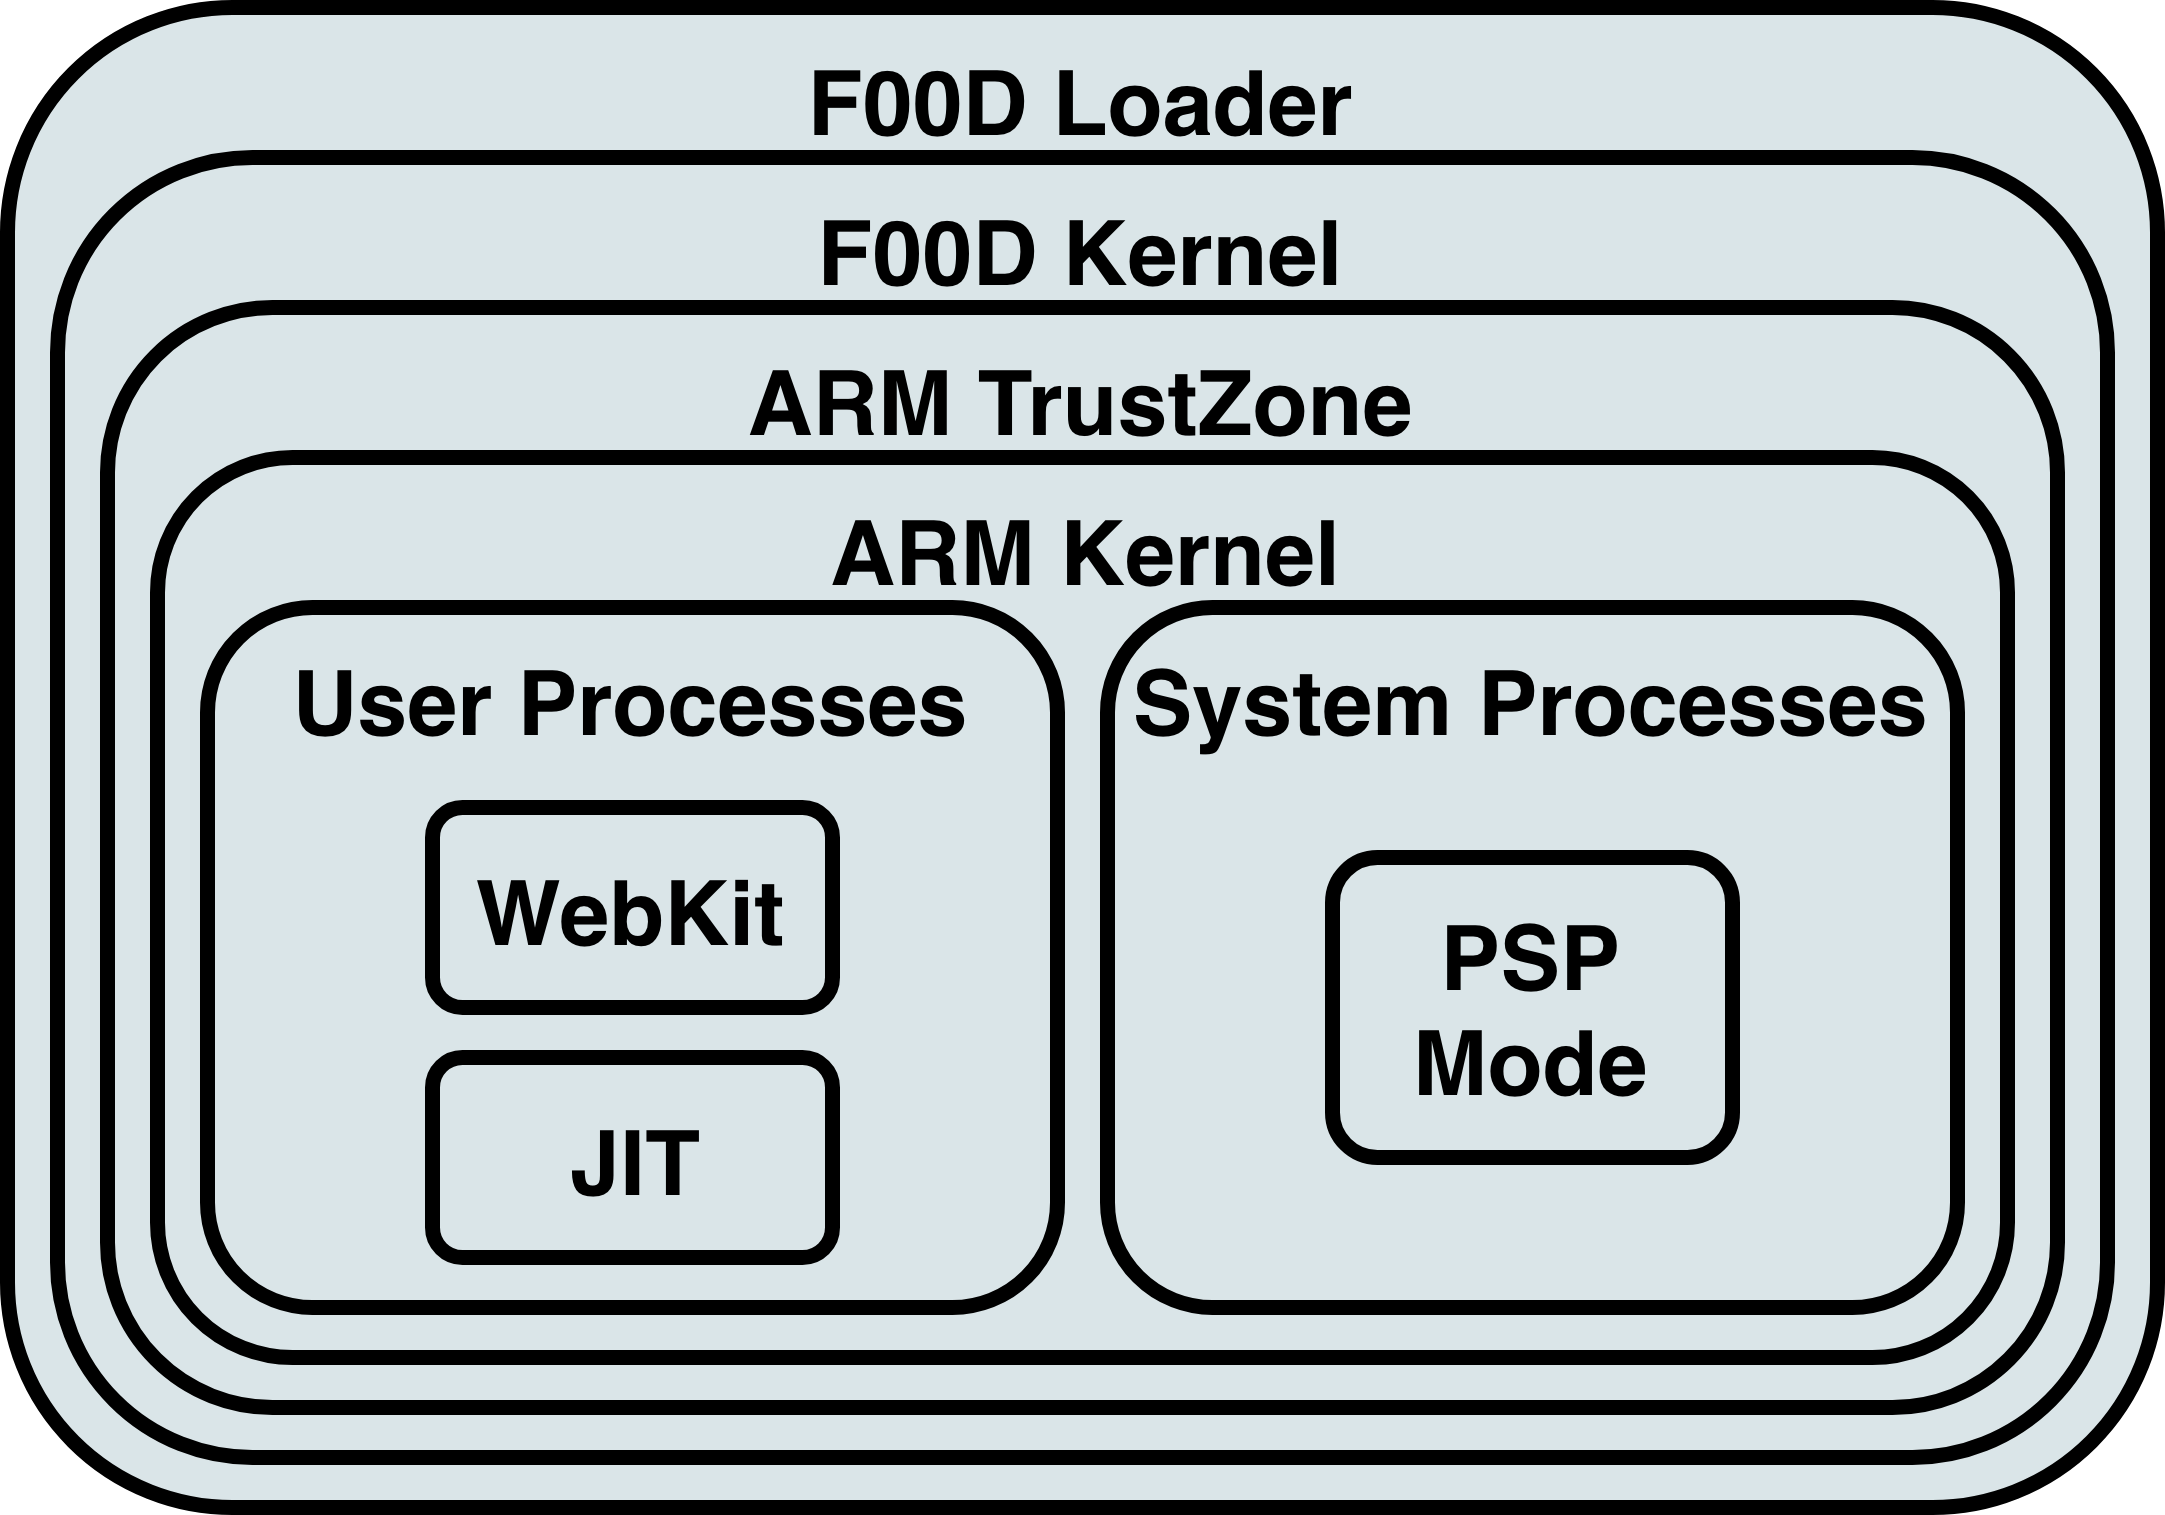 F00D Loader
F00D Kernel
ARM TrustZone
ARM Kernel
User Processes
WebKit
JIT
System Processes
PSP
Mode